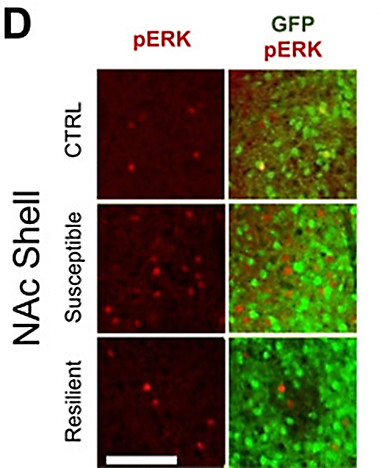 D
pERK
GFP
pERK
NAc Shell
CTRL
Susceptible
Resilient